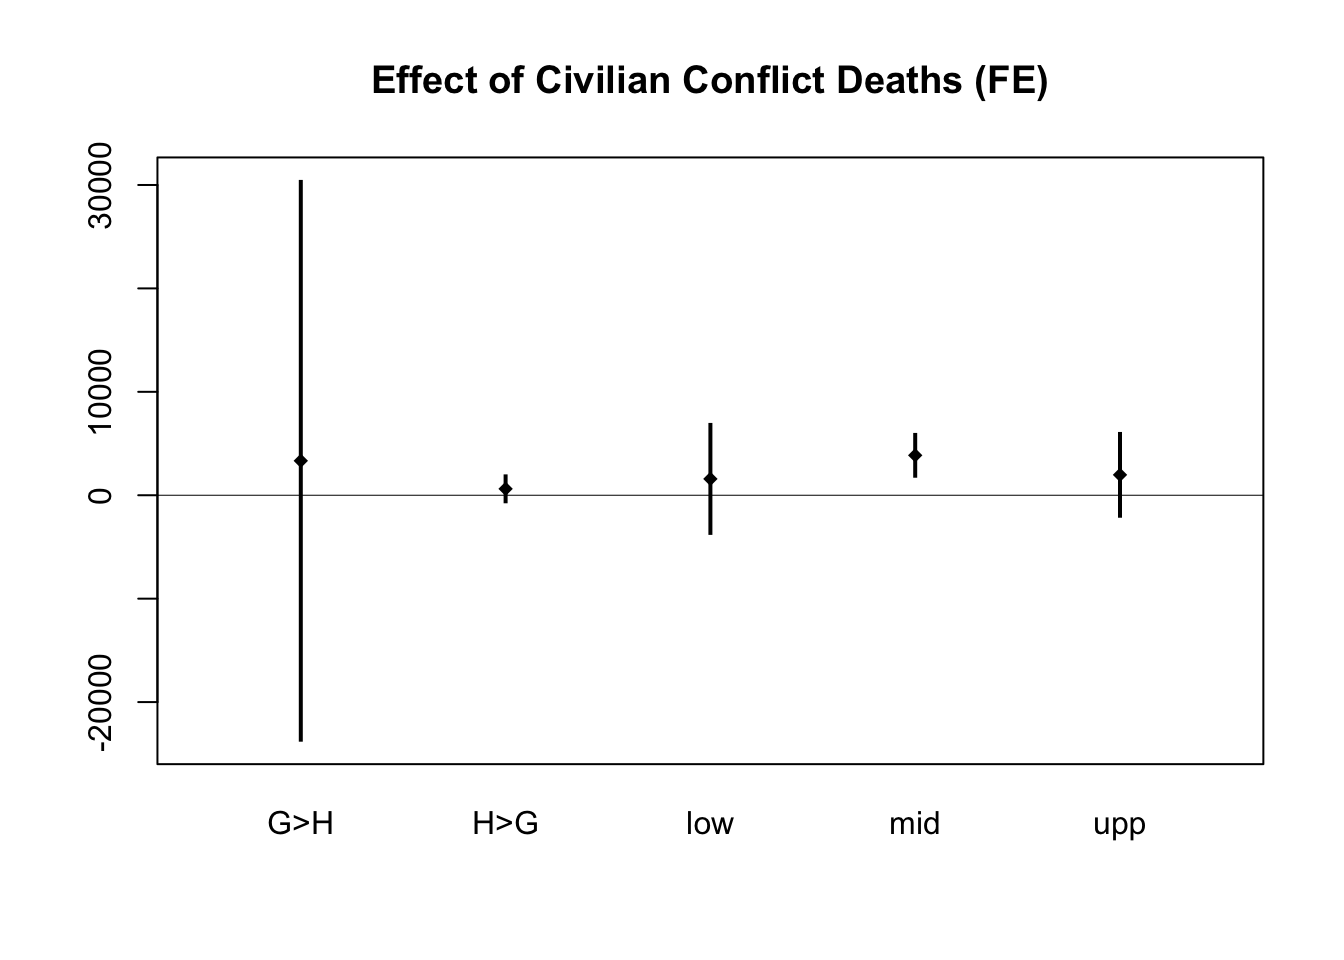 Effect of Civilian Conflict Deaths (FE)
30000
10000
0
-20000
G>H H>G low mid upp